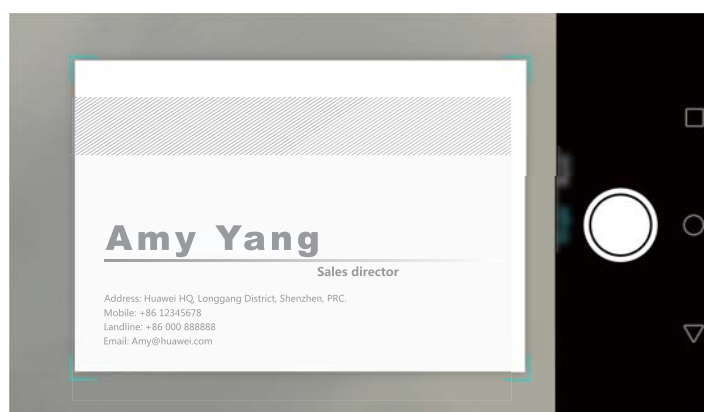 Amy Yang
Sales director
Address: Huawei HQ, Longgang District, Shenzhen, PRC.
Mobile: +86 12345678
Landline: +86 000 888888
Email: Amy@huawei.com